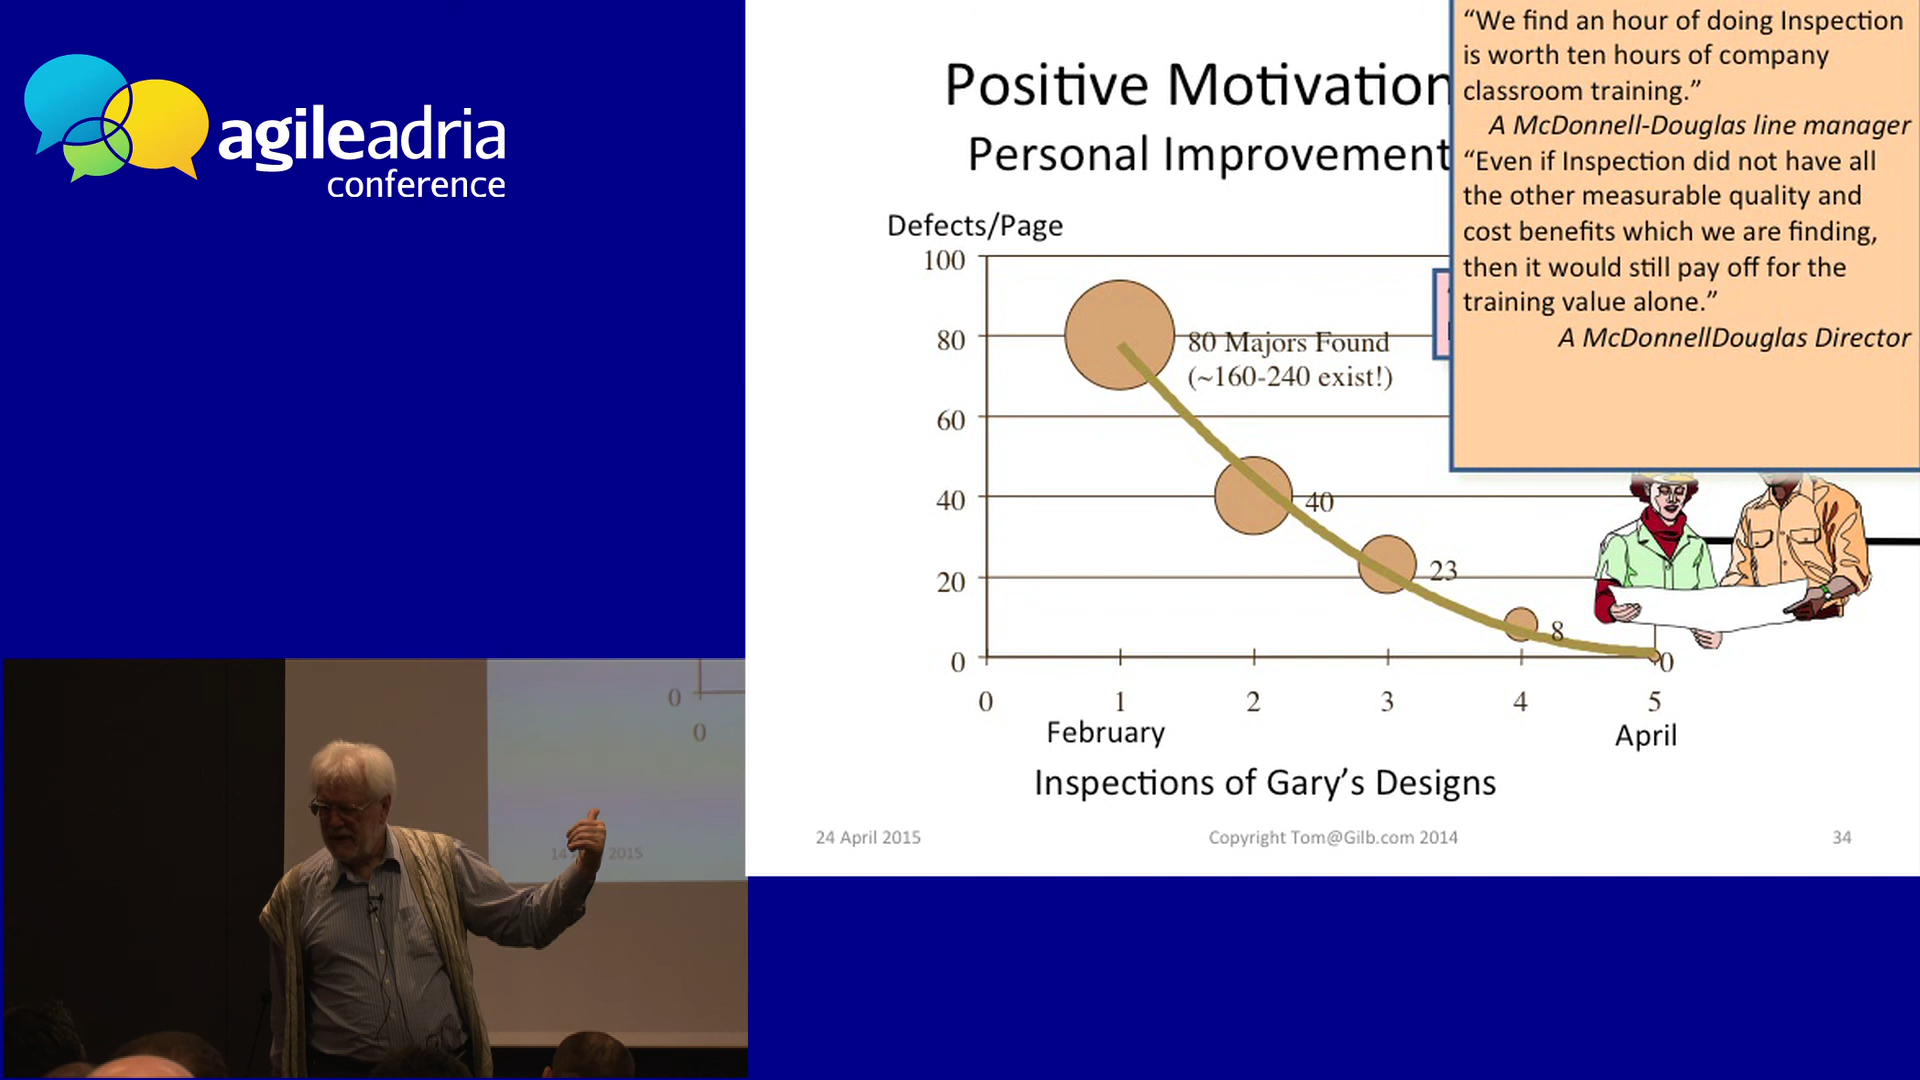 agileadria
conference
Positive Motivation
Personal Improvement
“We find an hour of doing Inspection
is worth ten hours of company
classroom training.”
A McDonnell-Douglas line manager
“Even if Inspection did not have all
the other measurable quality and
cost benefits which we are finding,
then it would still pay off for the
training value alone.”
A McDonnellDouglas Director
Defects/Page
100
80
60
40
20
0
80 Majors Found
(~160-240 exist!)
40
23
8
0
0
1
2
3
4
5
February
April
Inspections of Gary’s Designs
24 April 2015
Copyright Tom@Gilb.com 2014
34
0
0
2015